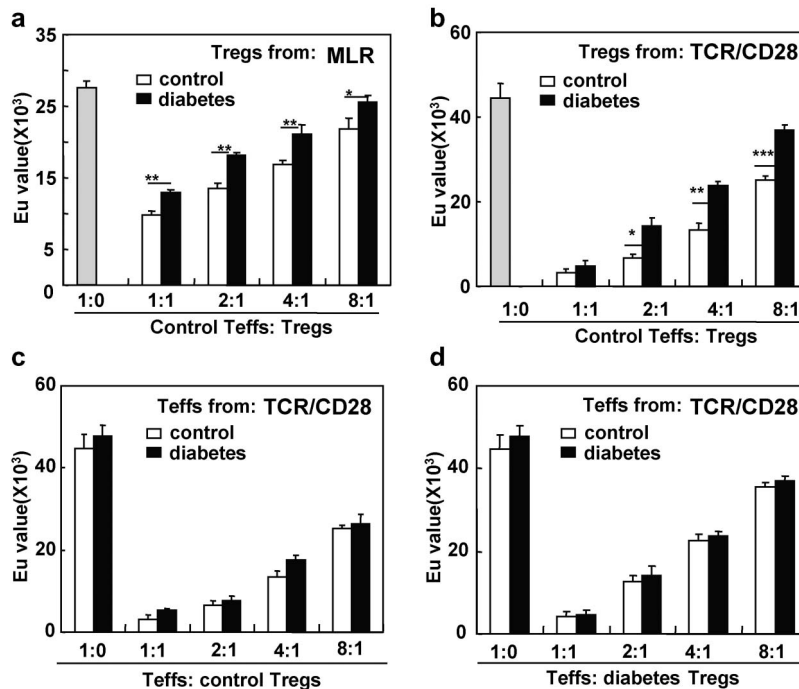 a
Tregs from: MLR
control
diabetes
Eu value(X10³)
35
25
15
5
0
**
**
**
*
1:0 1:1 2:1 4:1 8:1
Control Teffs: Tregs
b
Tregs from: TCR/CD28
control
diabetes
Eu value(X10³)
60
40
20
0
*
**
***
1:0 1:1 2:1 4:1 8:1
Control Teffs: Tregs
c
Teffs from: TCR/CD28
control
diabetes
Eu value(X10³)
60
40
20
0
1:0 1:1 2:1 4:1 8:1
Teffs: control Tregs
d
Teffs from: TCR/CD28
control
diabetes
Eu value(X10³)
60
40
20
0
1:0 1:1 2:1 4:1 8:1
Teffs: diabetes Tregs